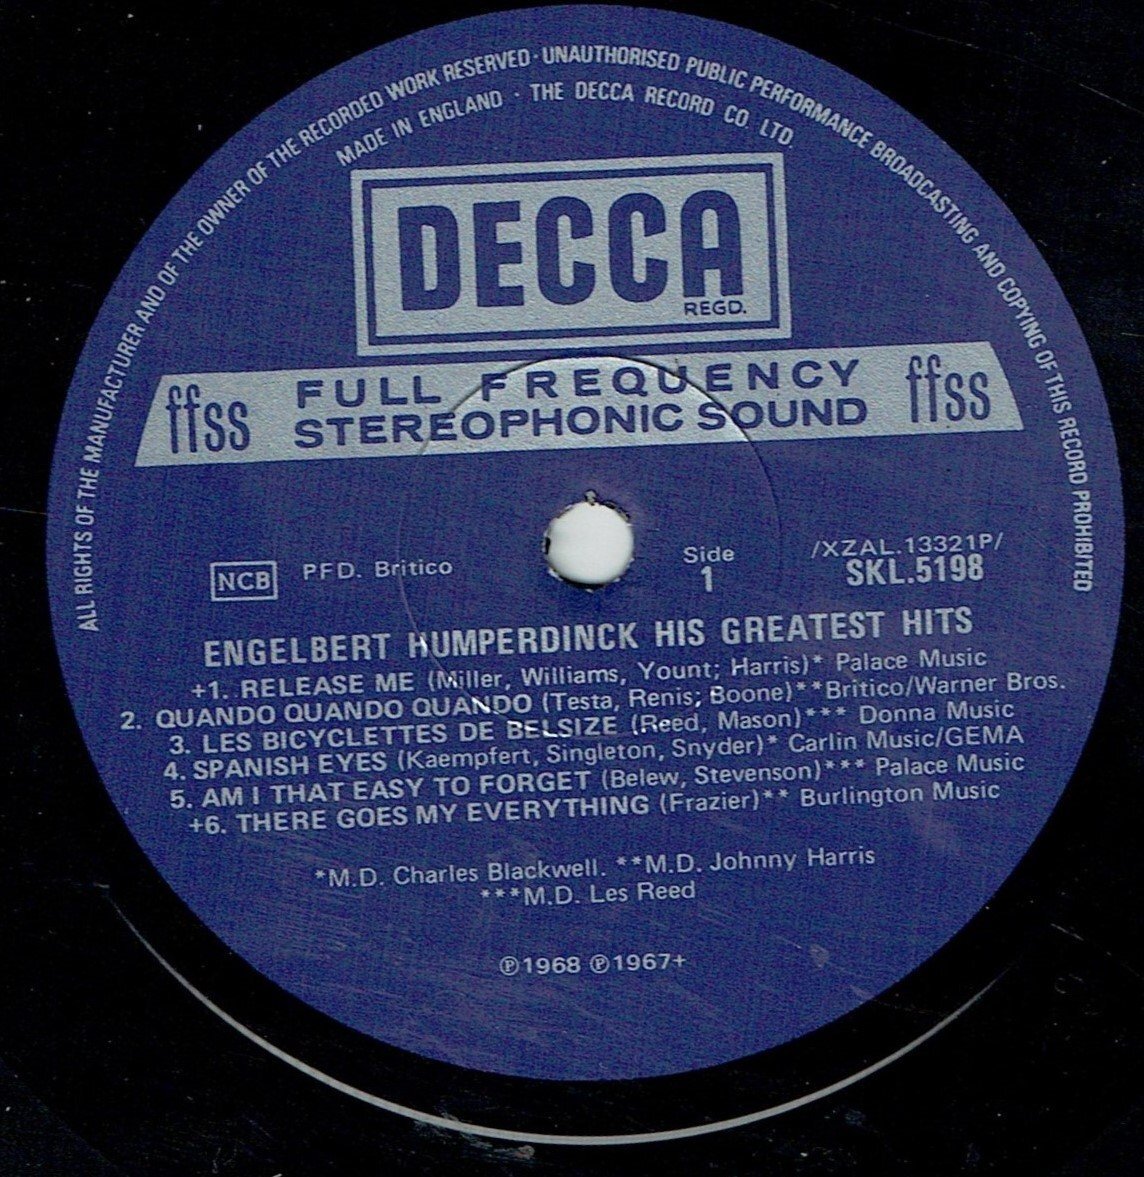 ALL RIGHTS OF THE MANUFACTURER AND OF THE OWNER OF THE RECORDED WORK RESERVED · UNAUTHORISED PUBLIC PERFORMANCE BROADCASTING AND COPYING OF THIS RECORD PROHIBITED
MADE IN ENGLAND · THE DECCA RECORD CO. LTD.
DECCA
REGD.
ffss FULL FREQUENCY ffss
STEREOPHONIC SOUND
NCB PFD. Britico Side /XZAL.13321P/
1 SKL.5198
ENGELBERT HUMPERDINCK HIS GREATEST HITS
+1. RELEASE ME (Miller, Williams, Yount; Harris)* Palace Music
2. QUANDO QUANDO QUANDO (Testa, Renis; Boone)**Britico/Warner Bros.
3. LES BICYCLETTES DE BELSIZE (Reed, Mason)*** Donna Music
4. SPANISH EYES (Kaempfert, Singleton, Snyder)* Carlin Music/GEMA
5. AM I THAT EASY TO FORGET (Belew, Stevenson)*** Palace Music
+6. THERE GOES MY EVERYTHING (Frazier)** Burlington Music
*M.D. Charles Blackwell. **M.D. Johnny Harris
***M.D. Les Reed
℗1968 ℗1967+